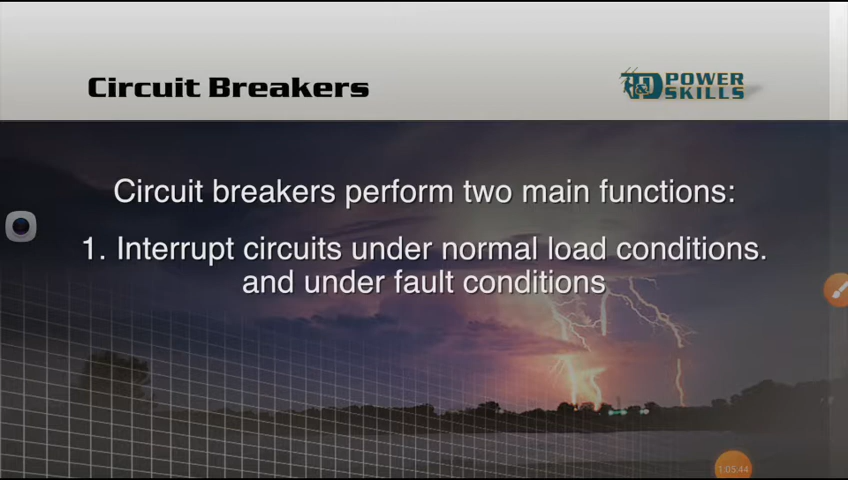 Circuit Breakers
T&D POWER SKILLS
Circuit breakers perform two main functions:
1. Interrupt circuits under normal load conditions.
and under fault conditions
1:05:44